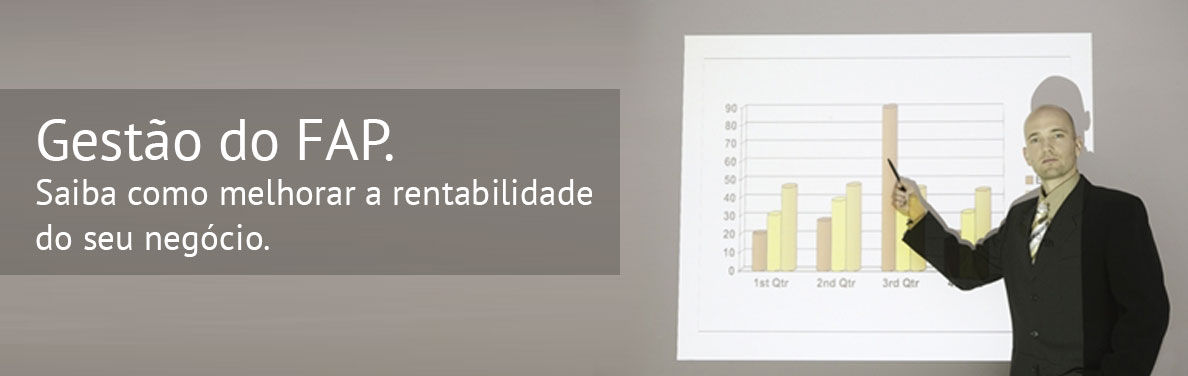 Gestão do FAP.
Saiba como melhorar a rentabilidade
do seu negócio.
90
80
70
60
50
40
30
20
10
0
1st Qtr
2nd Qtr
3rd Qtr